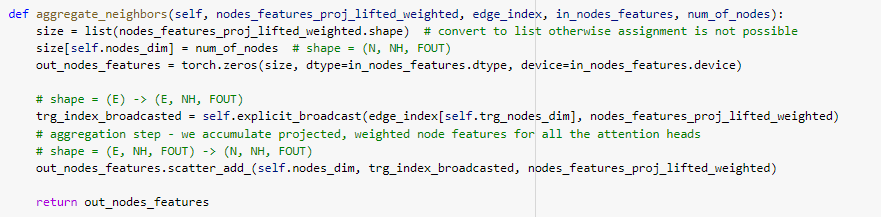 def aggregate_neighbors(self, nodes_features_proj_lifted_weighted, edge_index, in_nodes_features, num_of_nodes):
size = list(nodes_features_proj_lifted_weighted.shape)  # convert to list otherwise assignment is not possible
size[self.nodes_dim] = num_of_nodes  # shape = (N, NH, FOUT)
out_nodes_features = torch.zeros(size, dtype=in_nodes_features.dtype, device=in_nodes_features.device)
# shape = (E) -> (E, NH, FOUT)
trg_index_broadcasted = self.explicit_broadcast(edge_index[self.trg_nodes_dim], nodes_features_proj_lifted_weighted)
# aggregation step - we accumulate projected, weighted node features for all the attention heads
# shape = (E, NH, FOUT) -> (N, NH, FOUT)
out_nodes_features.scatter_add_(self.nodes_dim, trg_index_broadcasted, nodes_features_proj_lifted_weighted)
return out_nodes_features